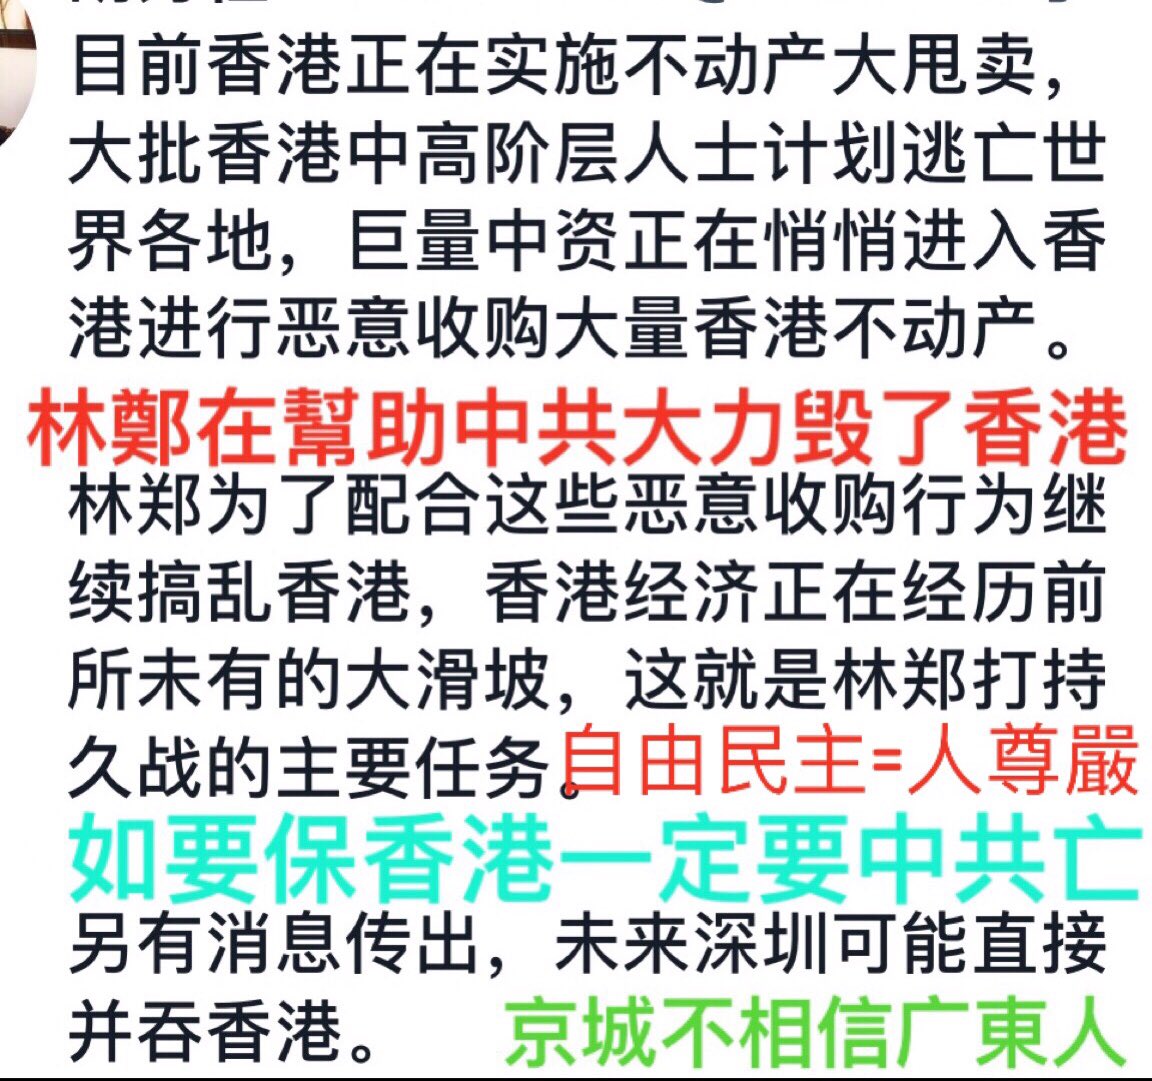 目前香港正在实施不动产大甩卖，
大批香港中高阶层人士计划逃亡世
界各地，巨量中资正在悄悄进入香
港进行恶意收购大量香港不动产。
林鄭在幫助中共大力毀了香港
林郑为了配合这些恶意收购行为继
续搞乱香港，香港经济正在经历前
所未有的大滑坡，这就是林郑打持
久战的主要任务。自由民主=人尊嚴
如要保香港一定要中共亡
另有消息传出，未来深圳可能直接
并吞香港。 京城不相信广東人